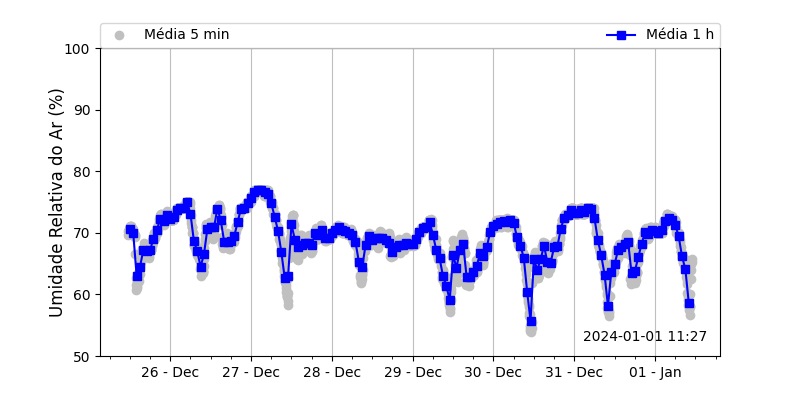 Média 5 min
Média 1 h
Umidade Relativa do Ar (%)
100
90
80
70
60
50
2024-01-01 11:27
26 - Dec
27 - Dec
28 - Dec
29 - Dec
30 - Dec
31 - Dec
01 - Jan